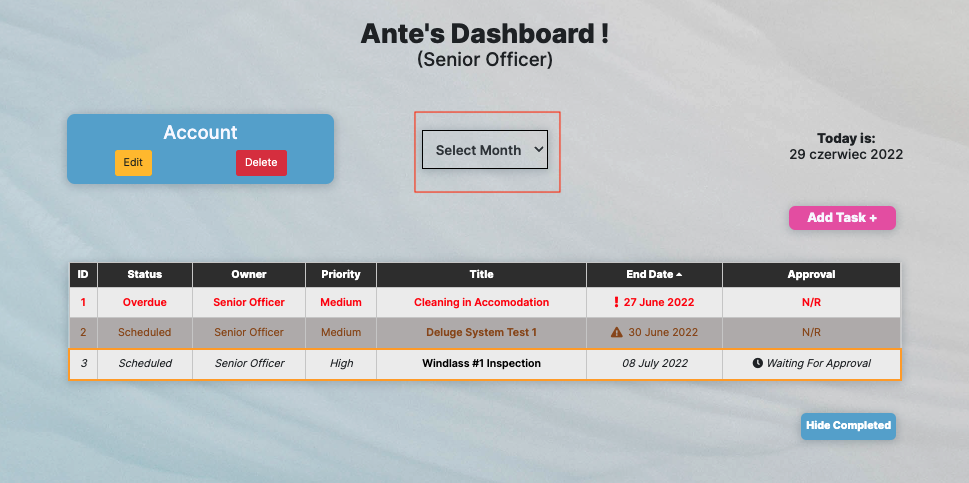 Ante's Dashboard !
(Senior Officer)
Account
Edit Delete
Select Month
Today is:
29 czerwiec 2022
Add Task +
ID Status Owner Priority Title End Date Approval
1 Overdue Senior Officer Medium Cleaning in Accomodation 27 June 2022 N/R
2 Scheduled Senior Officer Medium Deluge System Test 1 30 June 2022 N/R
3 Scheduled Senior Officer High Windlass #1 Inspection 08 July 2022 Waiting For Approval
Hide Completed